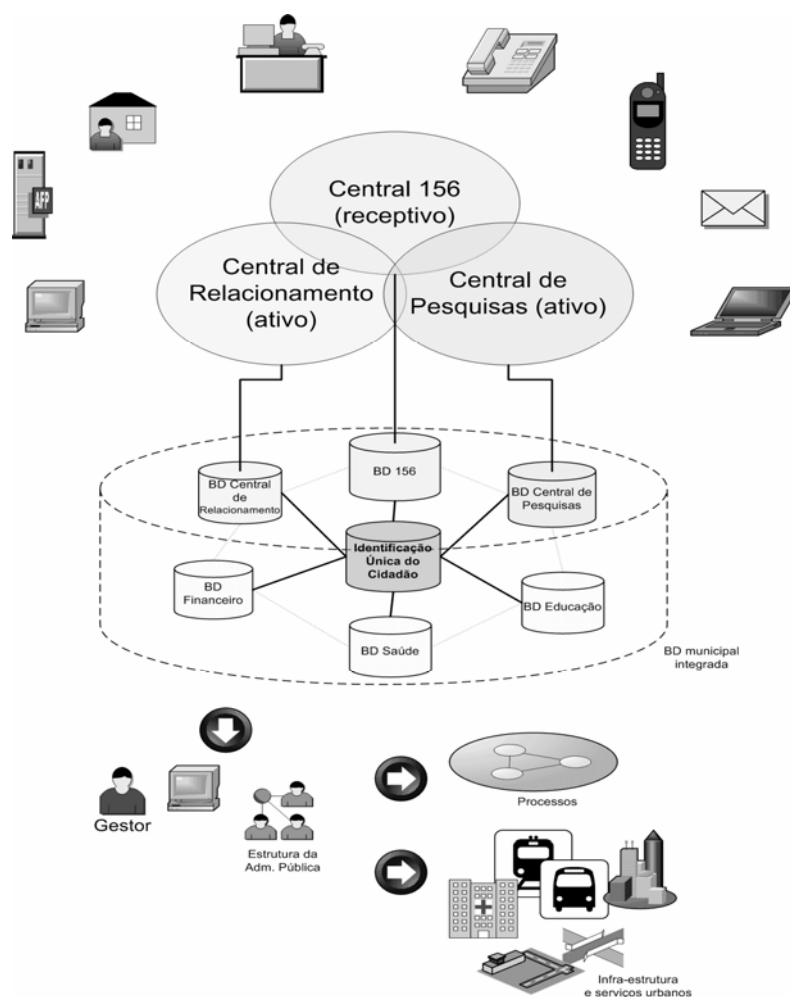 AFP
Central 156
(receptivo)
Central de
Relacionamento
(ativo)
Central de
Pesquisas (ativo)
BD 156
BD Central
de
Relacionamento
BD Central de
Pesquisas
Identificação
Única do
Cidadão
BD
Financeiro
BD Educação
BD Saúde
BD municipal
integrada
Gestor
Estrutura da
Adm. Pública
Processos
Infra-estrutura
e serviços urbanos